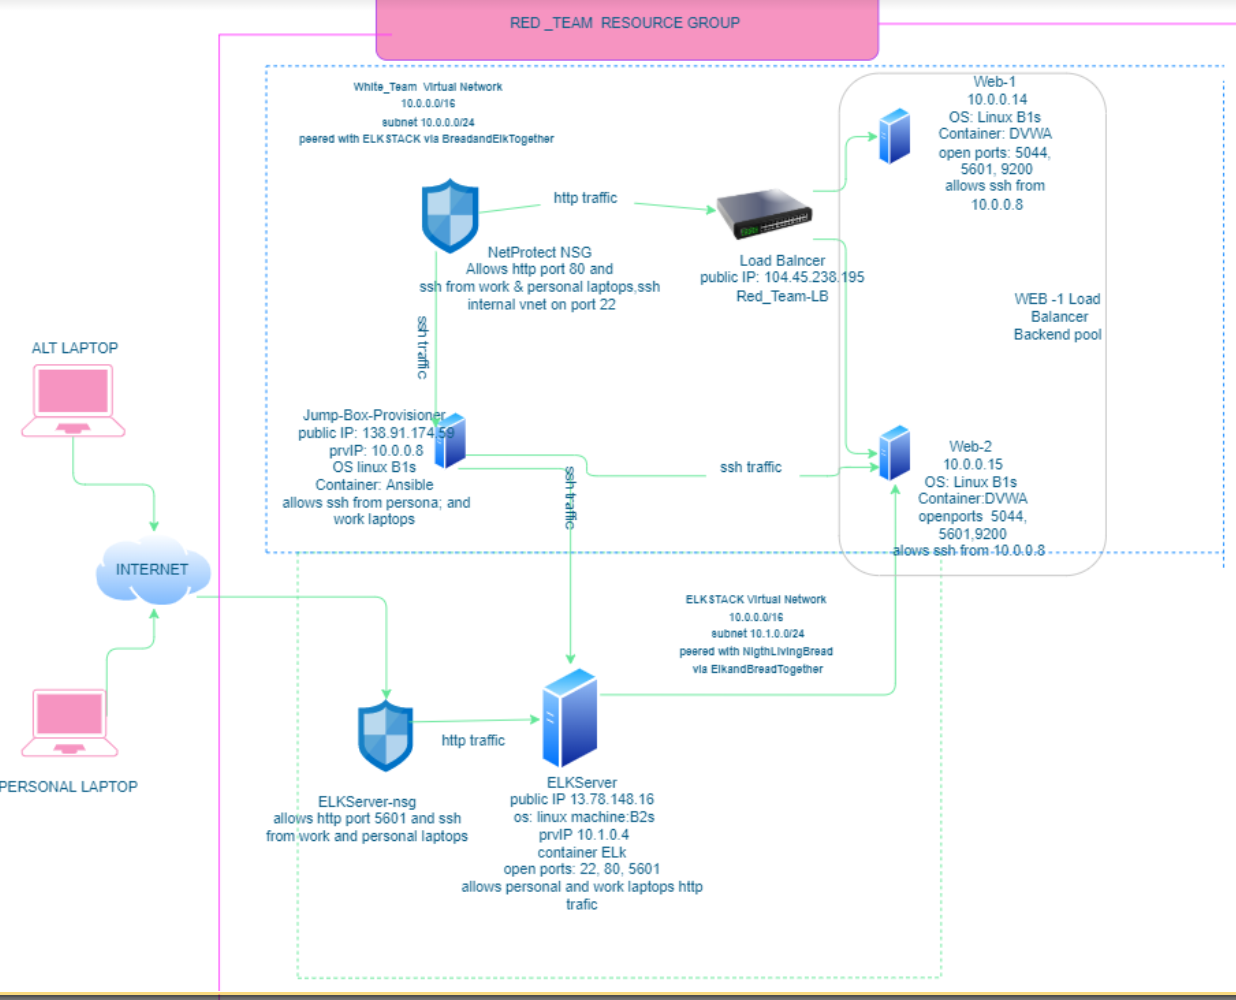 RED _TEAM RESOURCE GROUP
White_Team Virtual Network
10.0.0.0/16
subnet 10.0.0.0/24
peered with ELKSTACK via BreadandElkTogether
Web-1
10.0.0.14
OS: Linux B1s
Container: DVWA
open ports: 5044,
5601, 9200
allows ssh from
10.0.0.8
http traffic
NetProtect NSG
Allows http port 80 and
ssh from work & personal laptops,ssh
internal vnet on port 22
Load Balncer
public IP: 104.45.238.195
Red_Team-LB
WEB -1 Load
Balancer
Backend pool
ssh traffic
ALT LAPTOP
Jump-Box-Provisioner
public IP: 138.91.174.59
prvIP: 10.0.0.8
OS linux B1s
Container: Ansible
allows ssh from persona; and
work laptops
ssh traffic
ssh traffic
Web-2
10.0.0.15
OS: Linux B1s
Container:DVWA
openports 5044,
5601,9200
alows ssh from 10.0.0.8
INTERNET
ELKSTACK Virtual Network
10.0.0.0/16
subnet 10.1.0.0/24
peered with NigthLivingBread
via ElkandBreadTogether
http traffic
PERSONAL LAPTOP
ELKServer-nsg
allows http port 5601 and ssh
from work and personal laptops
ELKServer
public IP 13.78.148.16
os: linux machine:B2s
prvIP 10.1.0.4
container ELk
open ports: 22, 80, 5601
allows personal and work laptops http
trafic